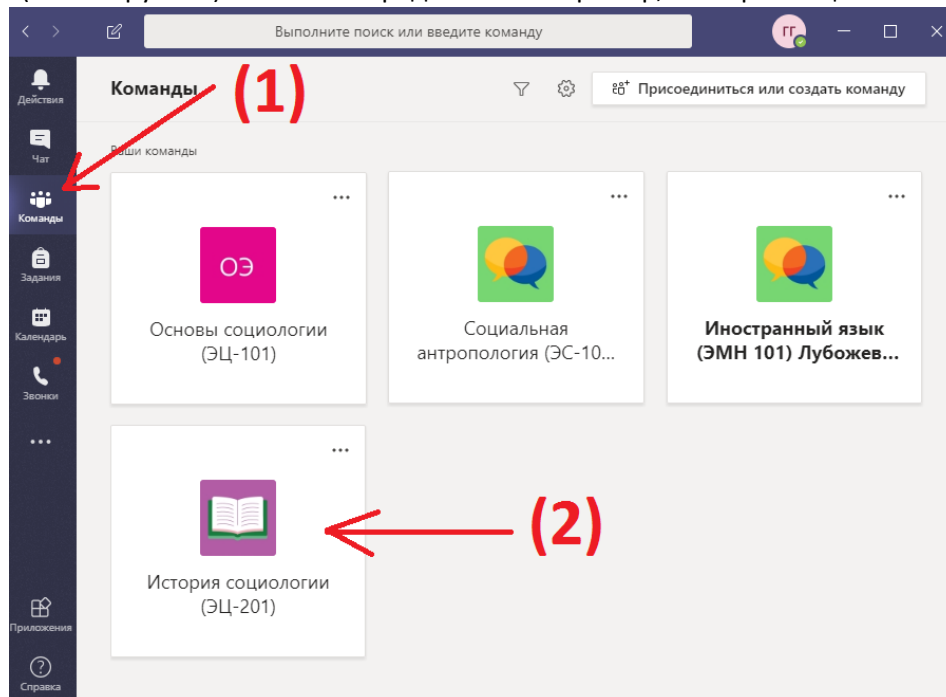 Выполните поиск или введите команду
ГГ
Действия
Чат
Команды
Задания
Календарь
Звонки
Приложения
Справка
Команды
(1)
Присоединиться или создать команду
Ваши команды
ОЭ
Основы социологии
(ЭЦ-101)
Социальная
антропология (ЭС-10...
Иностранный язык
(ЭМН 101) Лубожев...
История социологии
(ЭЦ-201)
(2)